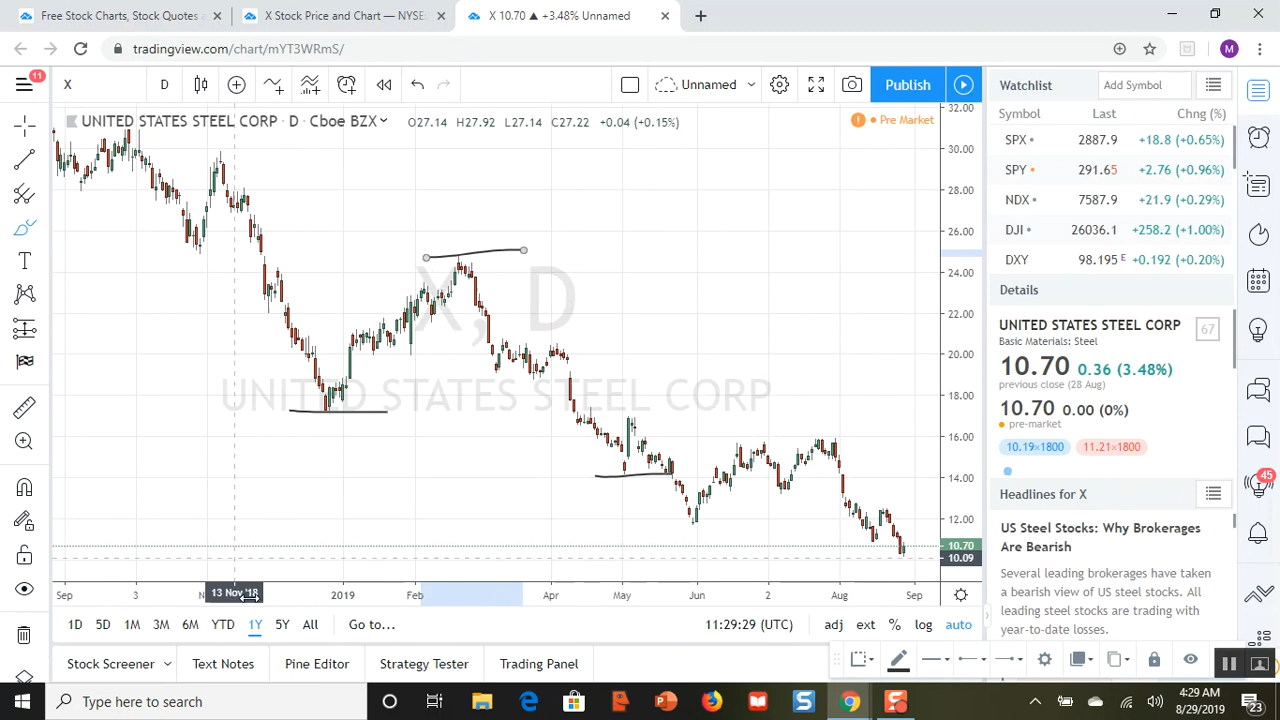 Free Stock Charts, Stock Quotes a
X Stock Price and Chart — NYSE:
X 10.70 ▲ +3.48% Unnamed
tradingview.com/chart/mYT3WRmS/
M
11
X
D
Unnamed
Publish
Watchlist
Add Symbol
UNITED STATES STEEL CORP · D · Cboe BZX
O27.14 H27.92 L27.14 C27.22 +0.04 (+0.15%)
Pre Market
Symbol Last Chg (%)
SPX 2887.9 +18.8 (+0.65%)
SPY 291.65 +2.76 (+0.96%)
NDX 7587.9 +21.9 (+0.29%)
DJI 26036.1 +258.2 (+1.00%)
DXY 98.195 E +0.192 (+0.20%)
Details
UNITED STATES STEEL CORP
67
Basic Materials: Steel
10.70 0.36 (3.48%)
previous close (28 Aug)
10.70 0.00 (0%)
pre-market
10.19×1800 11.21×1800
Headlines for X
US Steel Stocks: Why Brokerages
Are Bearish
Several leading brokerages have taken
a bearish view of US steel stocks. All
leading steel stocks are trading with
year-to-date losses.
45
X, D
UNITED STATES STEEL CORP
32.00
30.00
28.00
26.00
24.00
22.00
20.00
18.00
16.00
14.00
12.00
10.70
10.09
Sep 3 13 Nov '18 2019 Feb Apr May Jun 2 Aug Sep
1D 5D 1M 3M 6M YTD 1Y 5Y All Go to...
11:29:29 (UTC) adj ext % log auto
Stock Screener Text Notes Pine Editor Strategy Tester Trading Panel
Type here to search
4:29 AM
8/29/2019
23